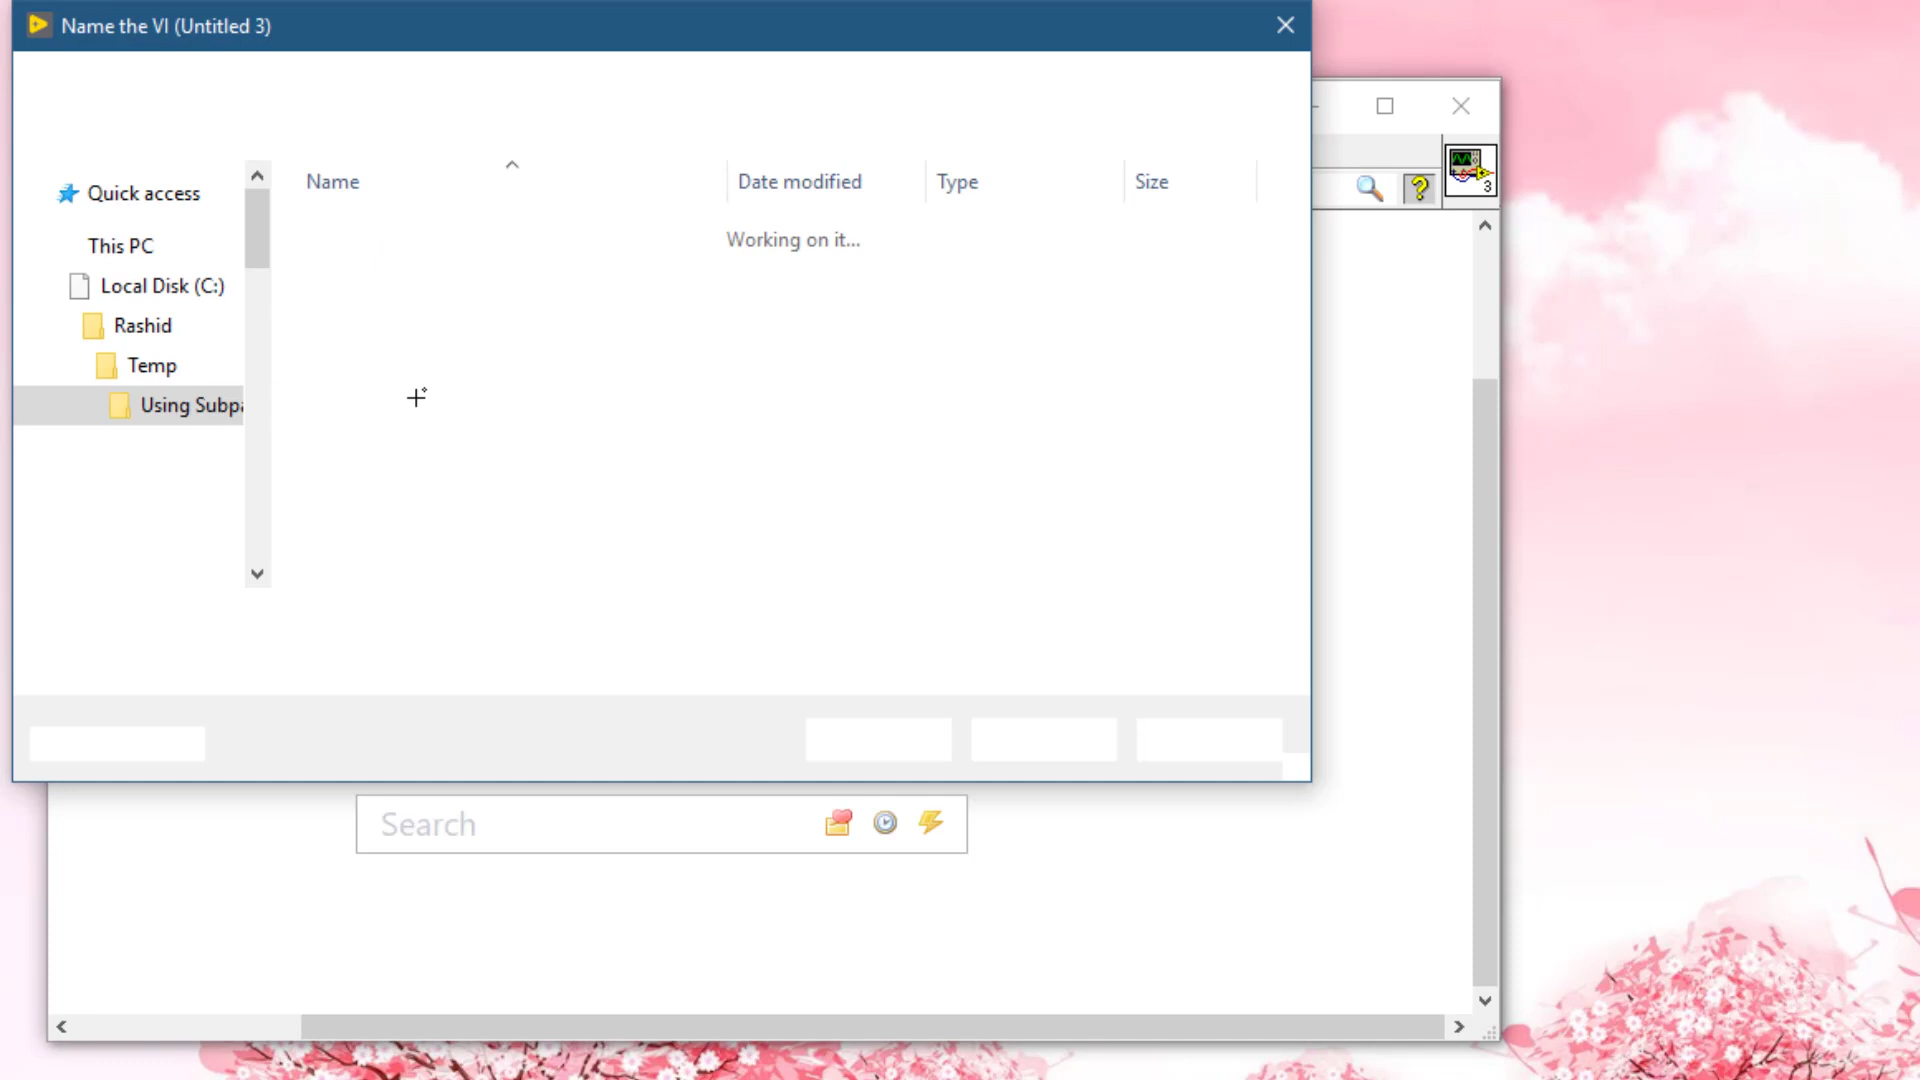 Name the VI (Untitled 3)
Quick access
This PC
Local Disk (C:)
Rashid
Temp
Using Subpa
Name
Date modified
Type
Size
Working on it...
?
3
Search